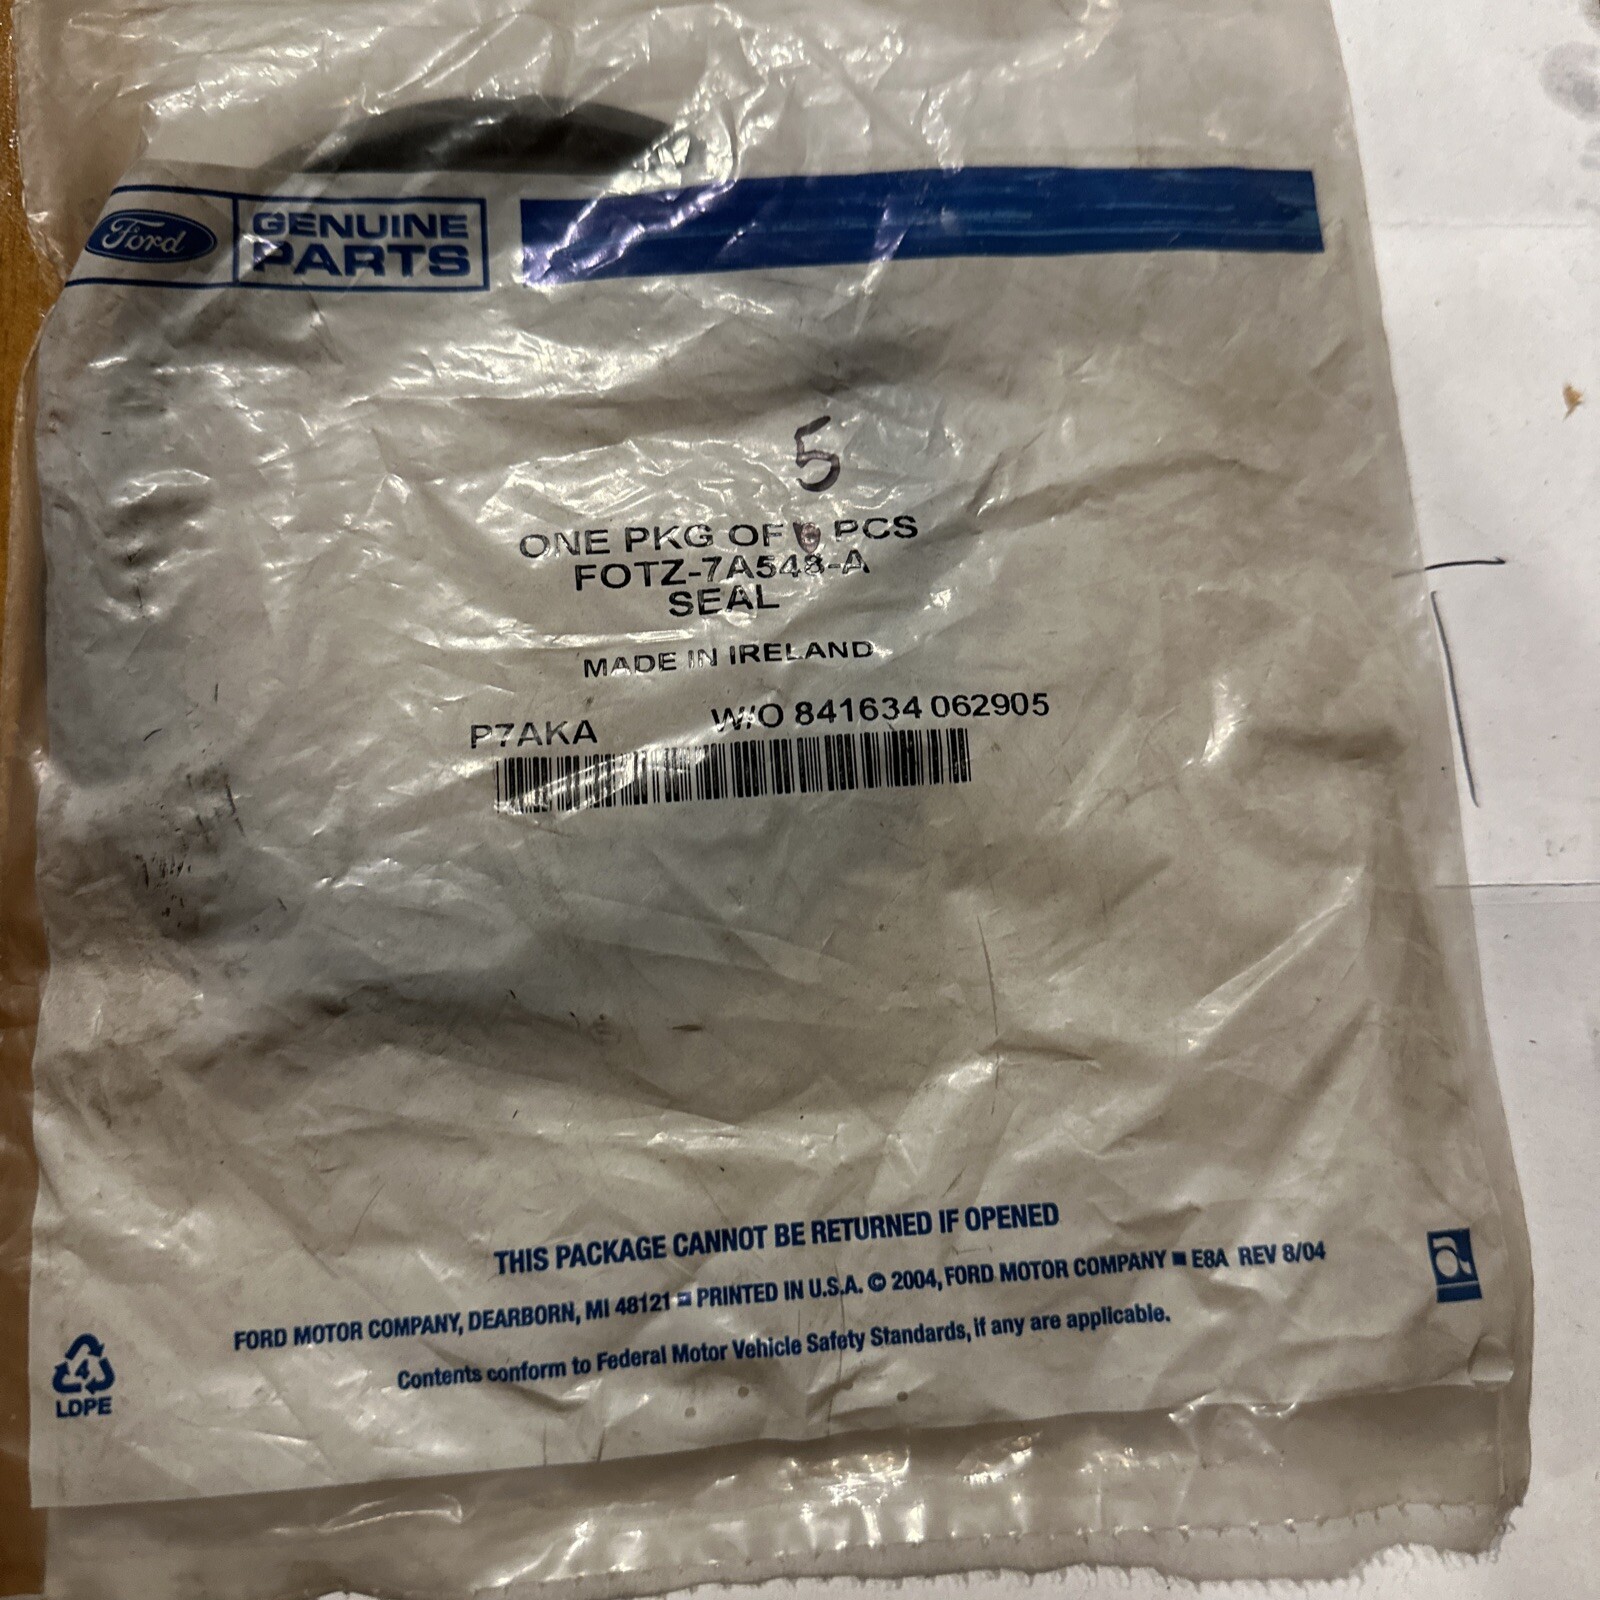 Ford GENUINE PARTS
5
ONE PKG OF PCS
FOTZ-7A548-A
SEAL
MADE IN IRELAND
P7AKA W/O 841634 062905
THIS PACKAGE CANNOT BE RETURNED IF OPENED
FORD MOTOR COMPANY, DEARBORN, MI 48121 ■ PRINTED IN U.S.A. © 2004, FORD MOTOR COMPANY ■ E8A REV 8/04
Contents conform to Federal Motor Vehicle Safety Standards, if any are applicable.
4
LDPE